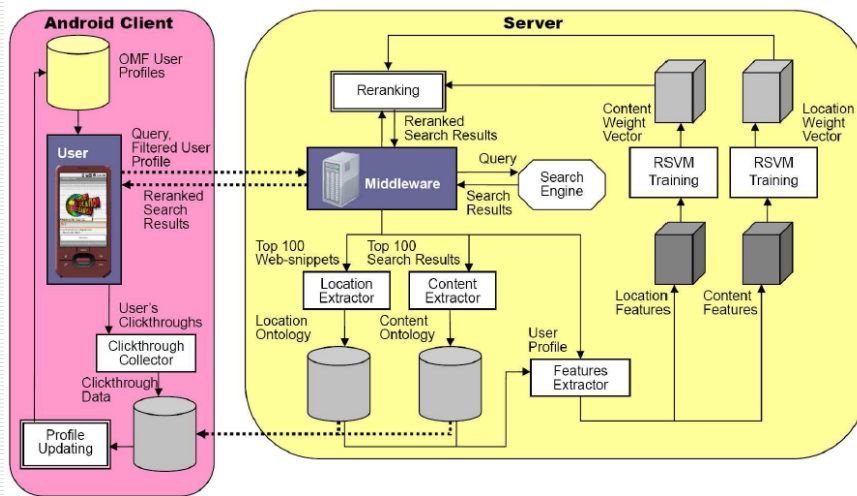 Android Client
OMF User
Profiles
User
Query,
Filtered User
Profile
Reranked
Search
Results
User's
Clickthroughs
Clickthrough
Collector
Clickthrough
Data
Profile
Updating
Server
Reranking
Reranked
Search Results
Middleware
Query
Search
Results
Search
Engine
Top 100
Web-snippets
Top 100
Search Results
Location
Extractor
Content
Extractor
Location
Ontology
Content
Ontology
User
Profile
Features
Extractor
Content
Weight
Vector
Location
Weight
Vector
RSVM
Training
RSVM
Training
Location
Features
Content
Features